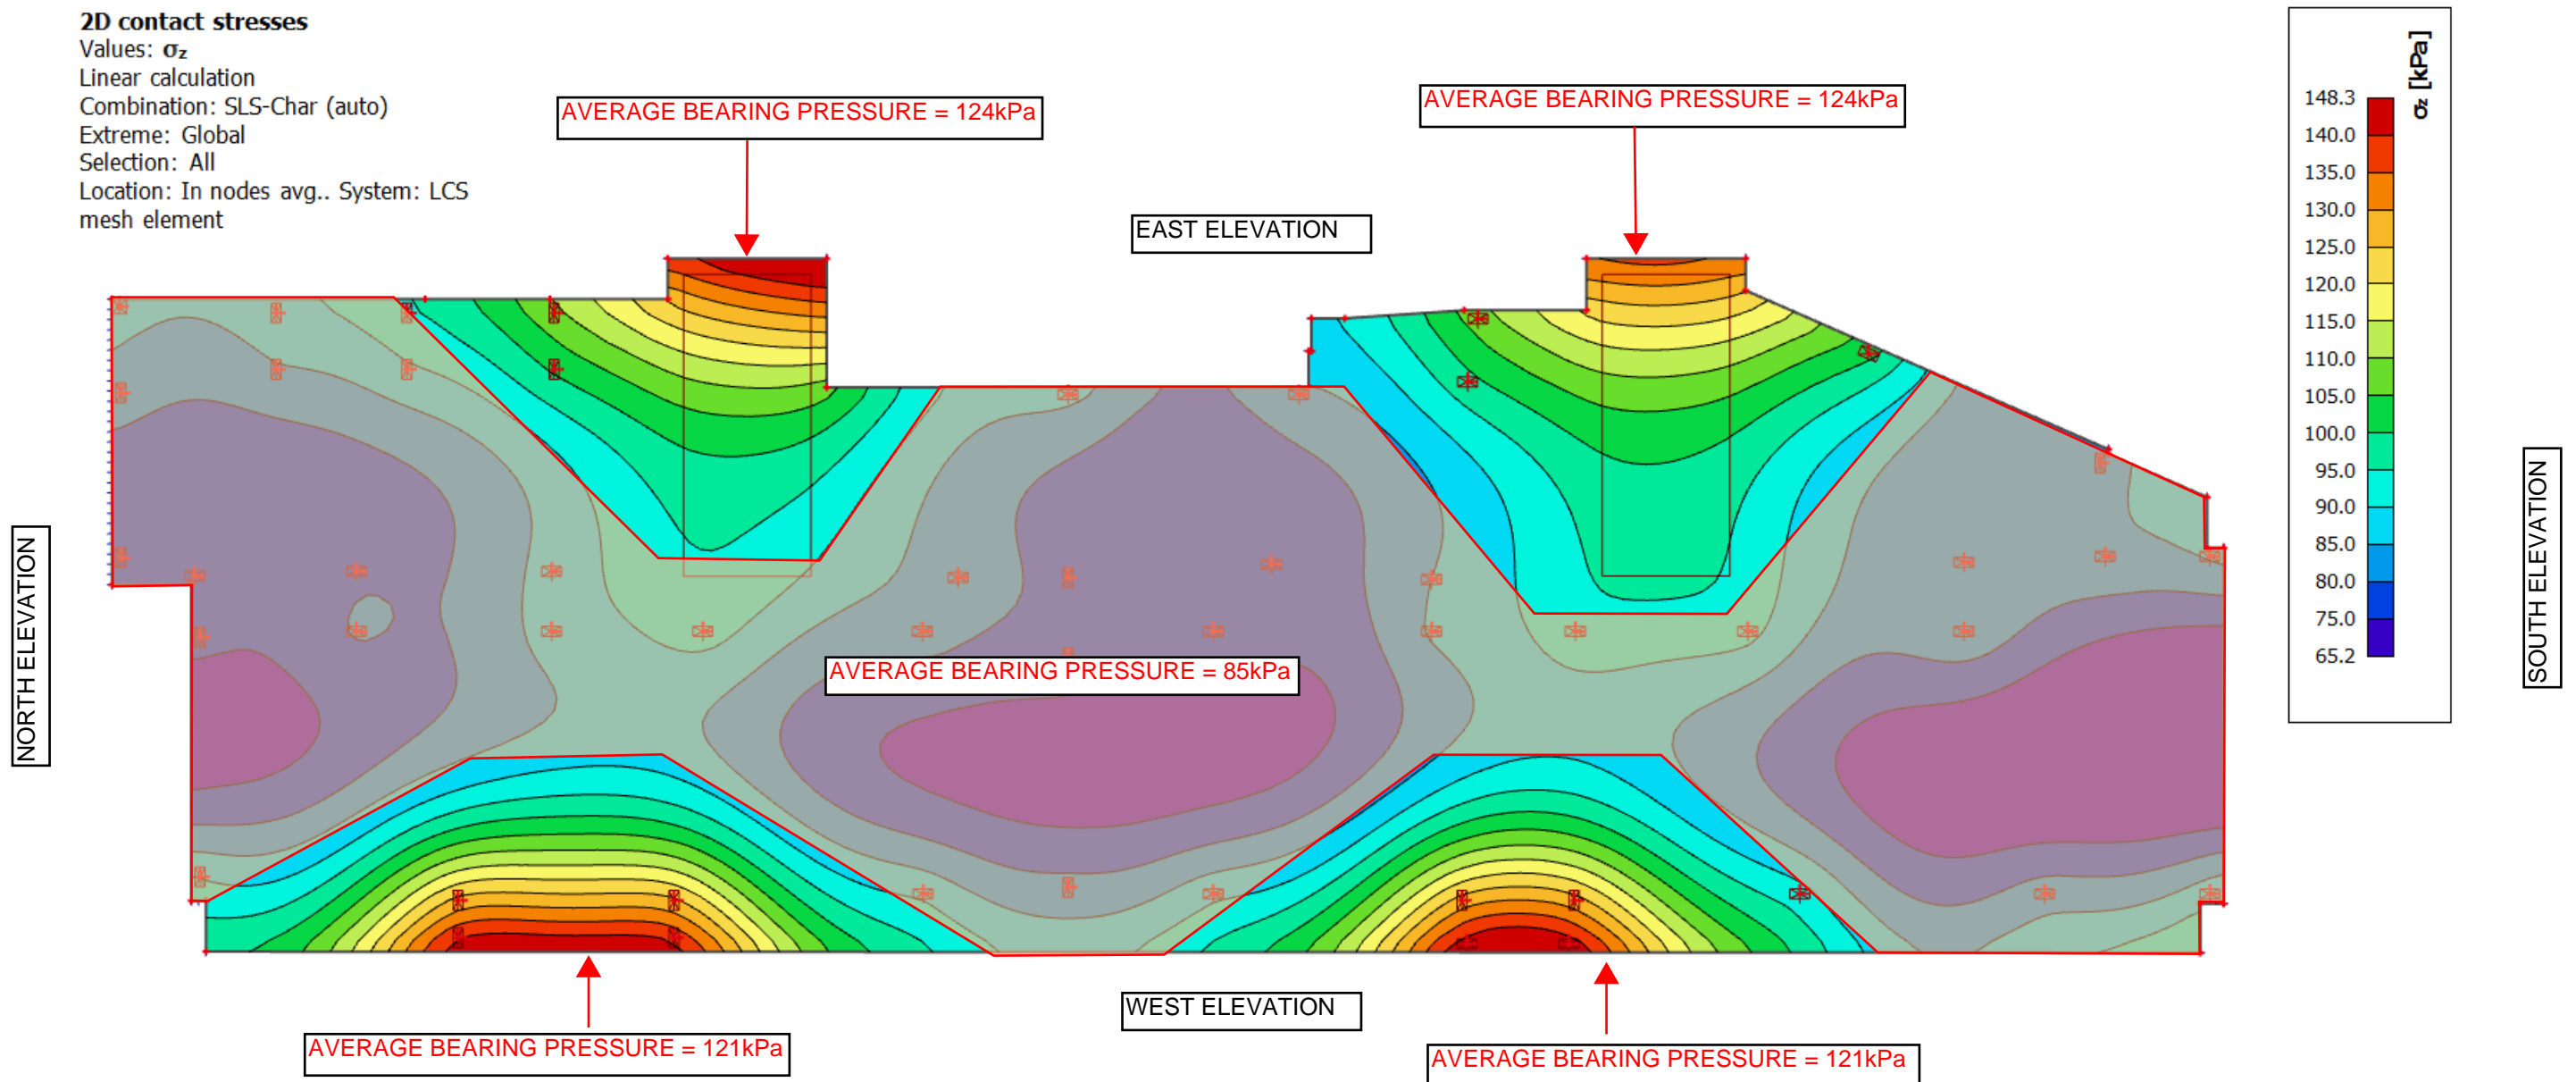 2D contact stresses
Values: σz
Linear calculation
Combination: SLS-Char (auto)
Extreme: Global
Selection: All
Location: In nodes avg.. System: LCS
mesh element
AVERAGE BEARING PRESSURE = 124kPa
AVERAGE BEARING PRESSURE = 124kPa
EAST ELEVATION
σz [kPa]
148.3
140.0
135.0
130.0
125.0
120.0
115.0
110.0
105.0
100.0
95.0
90.0
85.0
80.0
75.0
65.2
NORTH ELEVATION
SOUTH ELEVATION
AVERAGE BEARING PRESSURE = 85kPa
WEST ELEVATION
AVERAGE BEARING PRESSURE = 121kPa
AVERAGE BEARING PRESSURE = 121kPa